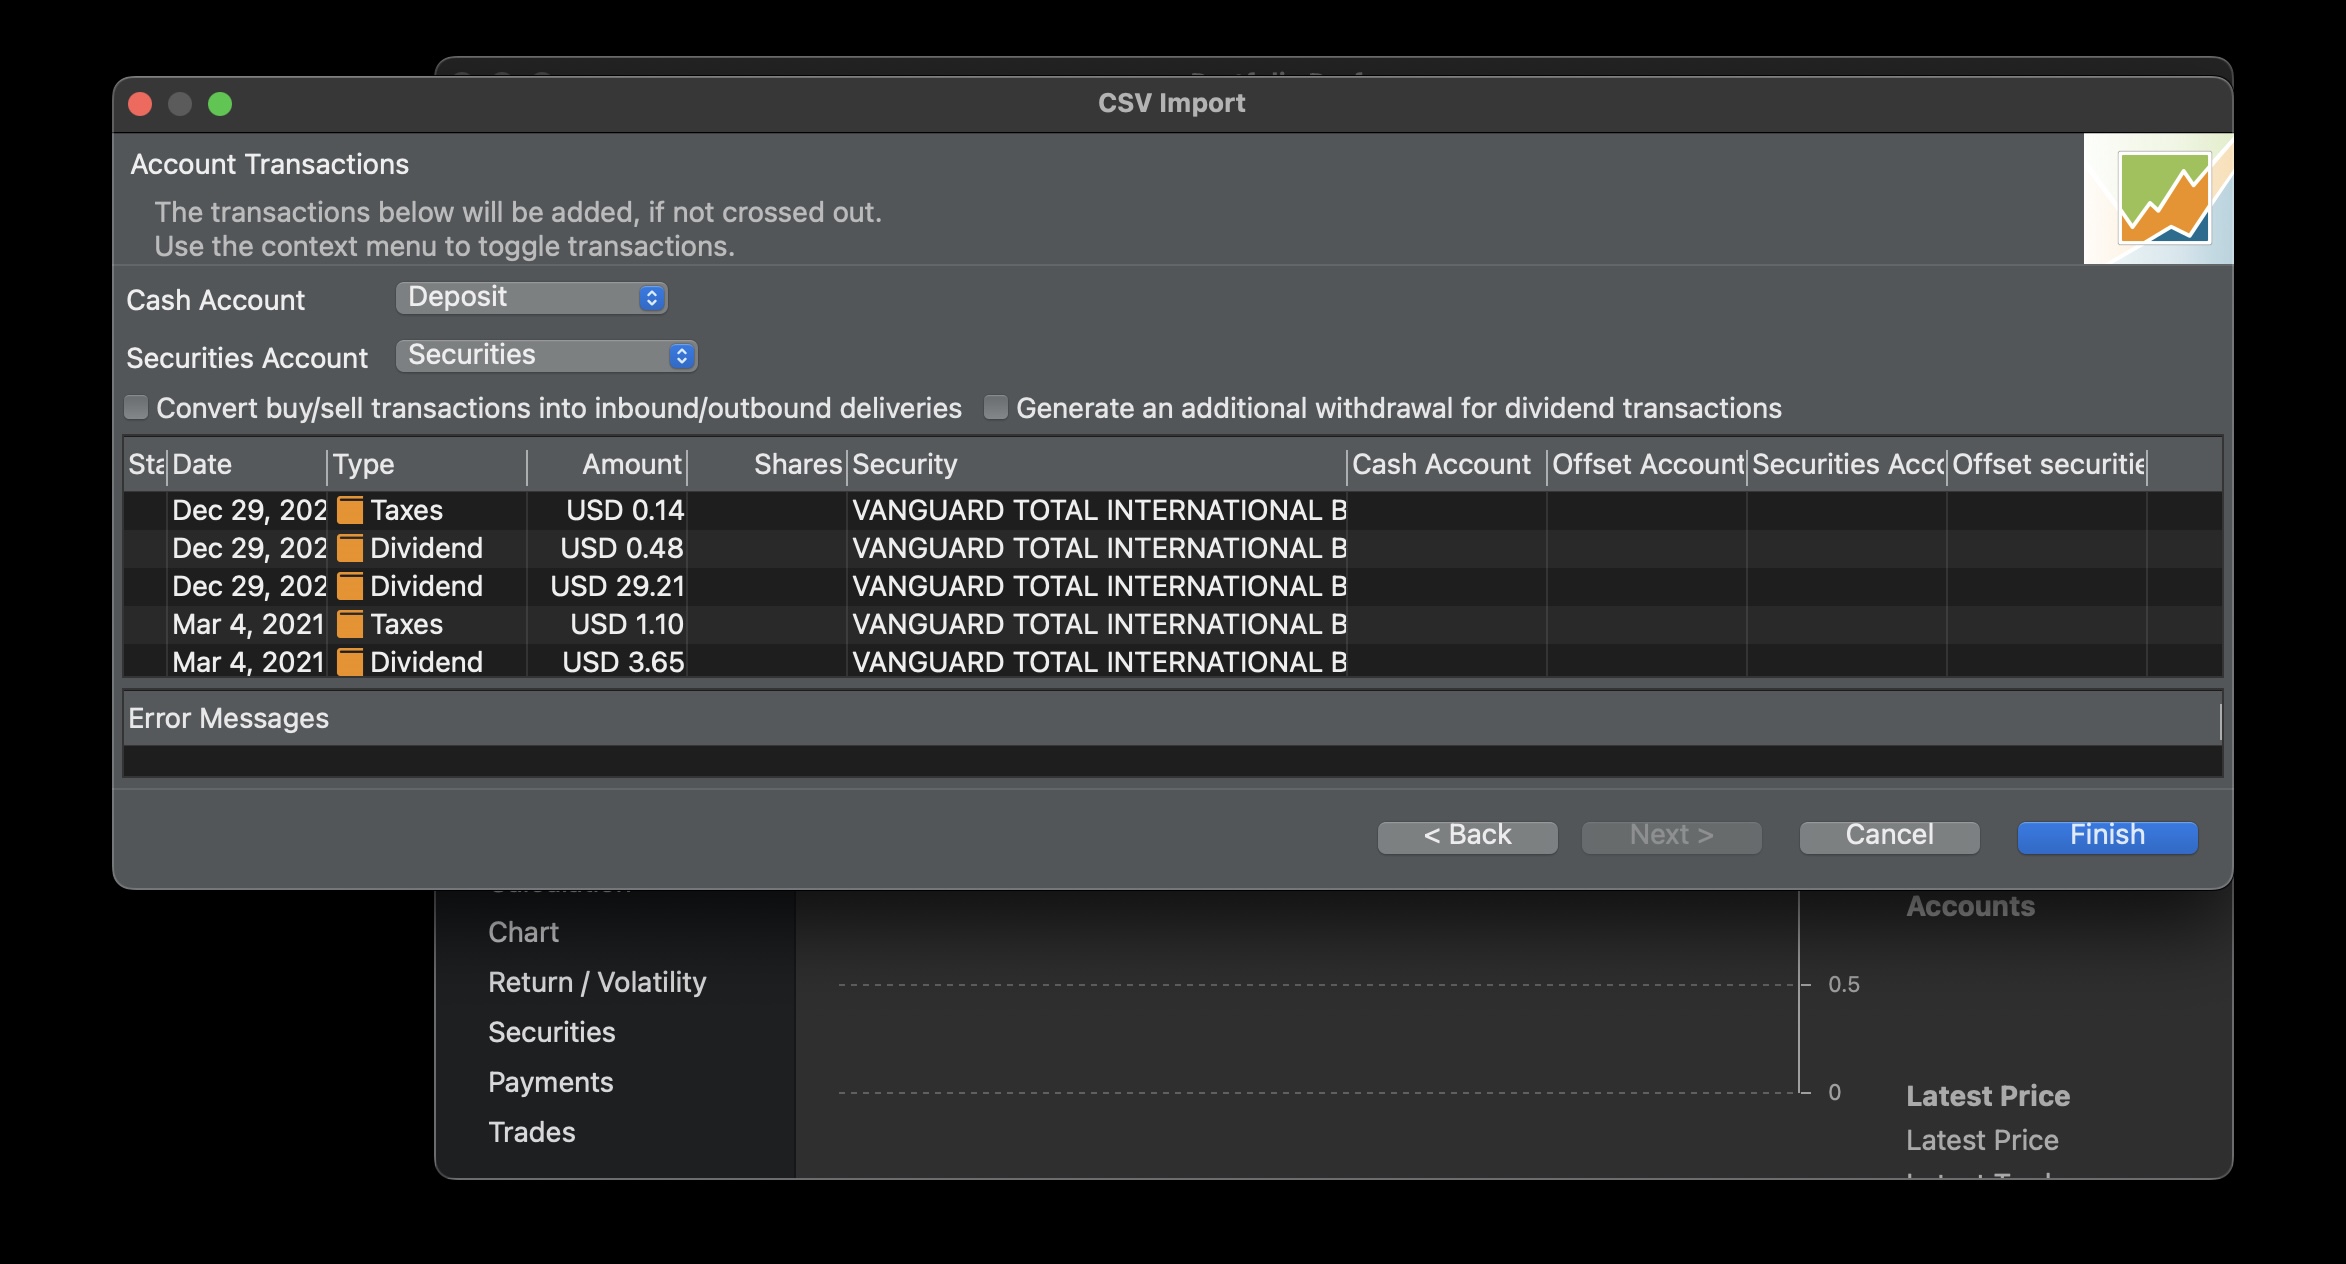 CSV Import
Account Transactions
The transactions below will be added, if not crossed out.
Use the context menu to toggle transactions.
Cash Account Deposit
Securities Account Securities
Convert buy/sell transactions into inbound/outbound deliveries Generate an additional withdrawal for dividend transactions
Sta Date Type Amount Shares Security Cash Account Offset Account Securities Acco Offset securitie
Dec 29, 202 Taxes USD 0.14 VANGUARD TOTAL INTERNATIONAL B
Dec 29, 202 Dividend USD 0.48 VANGUARD TOTAL INTERNATIONAL B
Dec 29, 202 Dividend USD 29.21 VANGUARD TOTAL INTERNATIONAL B
Mar 4, 2021 Taxes USD 1.10 VANGUARD TOTAL INTERNATIONAL B
Mar 4, 2021 Dividend USD 3.65 VANGUARD TOTAL INTERNATIONAL B
Error Messages
< Back Next > Cancel Finish
Accounts
Chart
Return / Volatility 0.5
Securities
Payments 0 Latest Price
Trades Latest Price